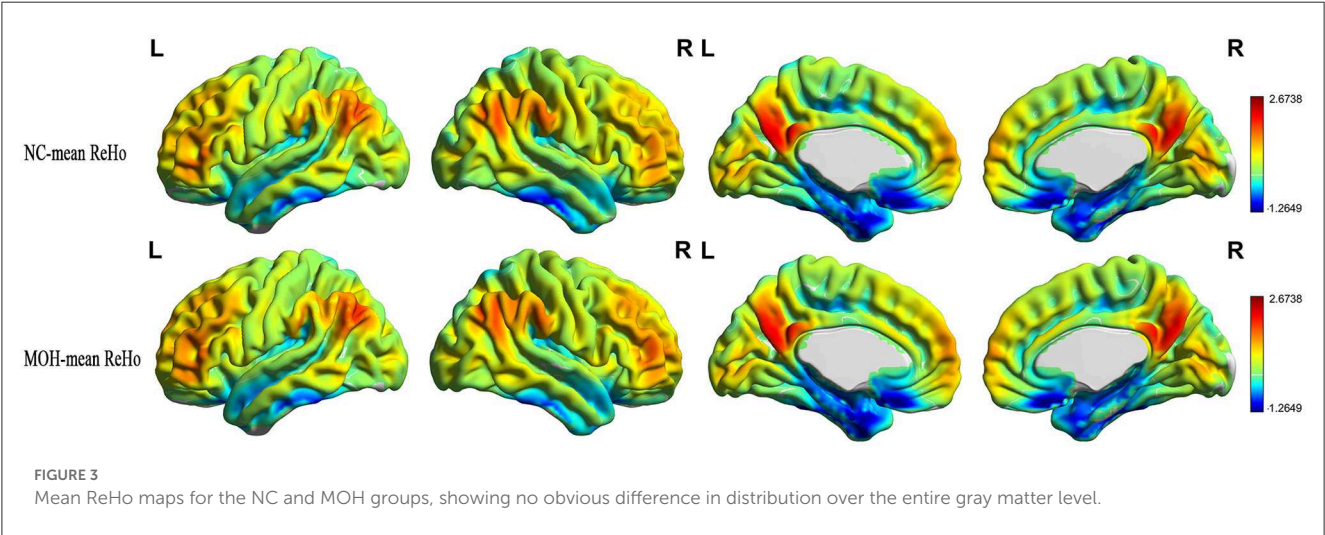 L R L R
2.6738
NC-mean ReHo
-1.2649
L R L R
2.6738
MOH-mean ReHo
-1.2649
FIGURE 3
Mean ReHo maps for the NC and MOH groups, showing no obvious difference in distribution over the entire gray matter level.